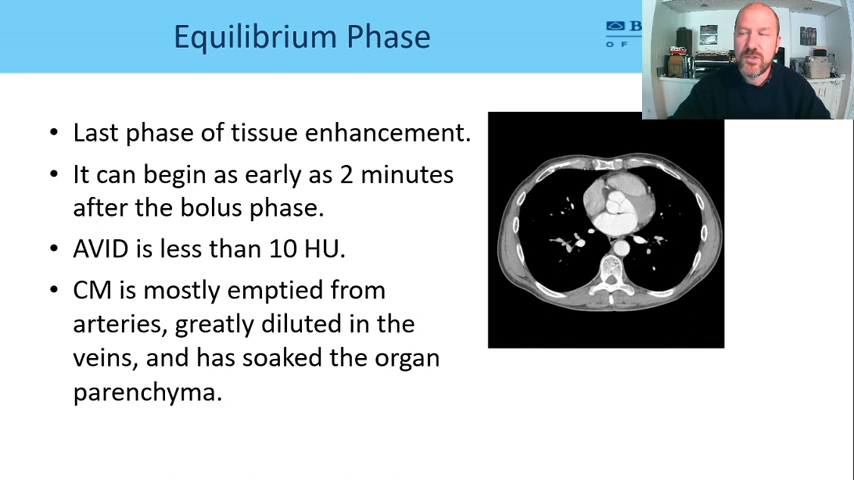 Equilibrium Phase
B
OF
• Last phase of tissue enhancement.
• It can begin as early as 2 minutes
after the bolus phase.
• AVID is less than 10 HU.
• CM is mostly emptied from
arteries, greatly diluted in the
veins, and has soaked the organ
parenchyma.